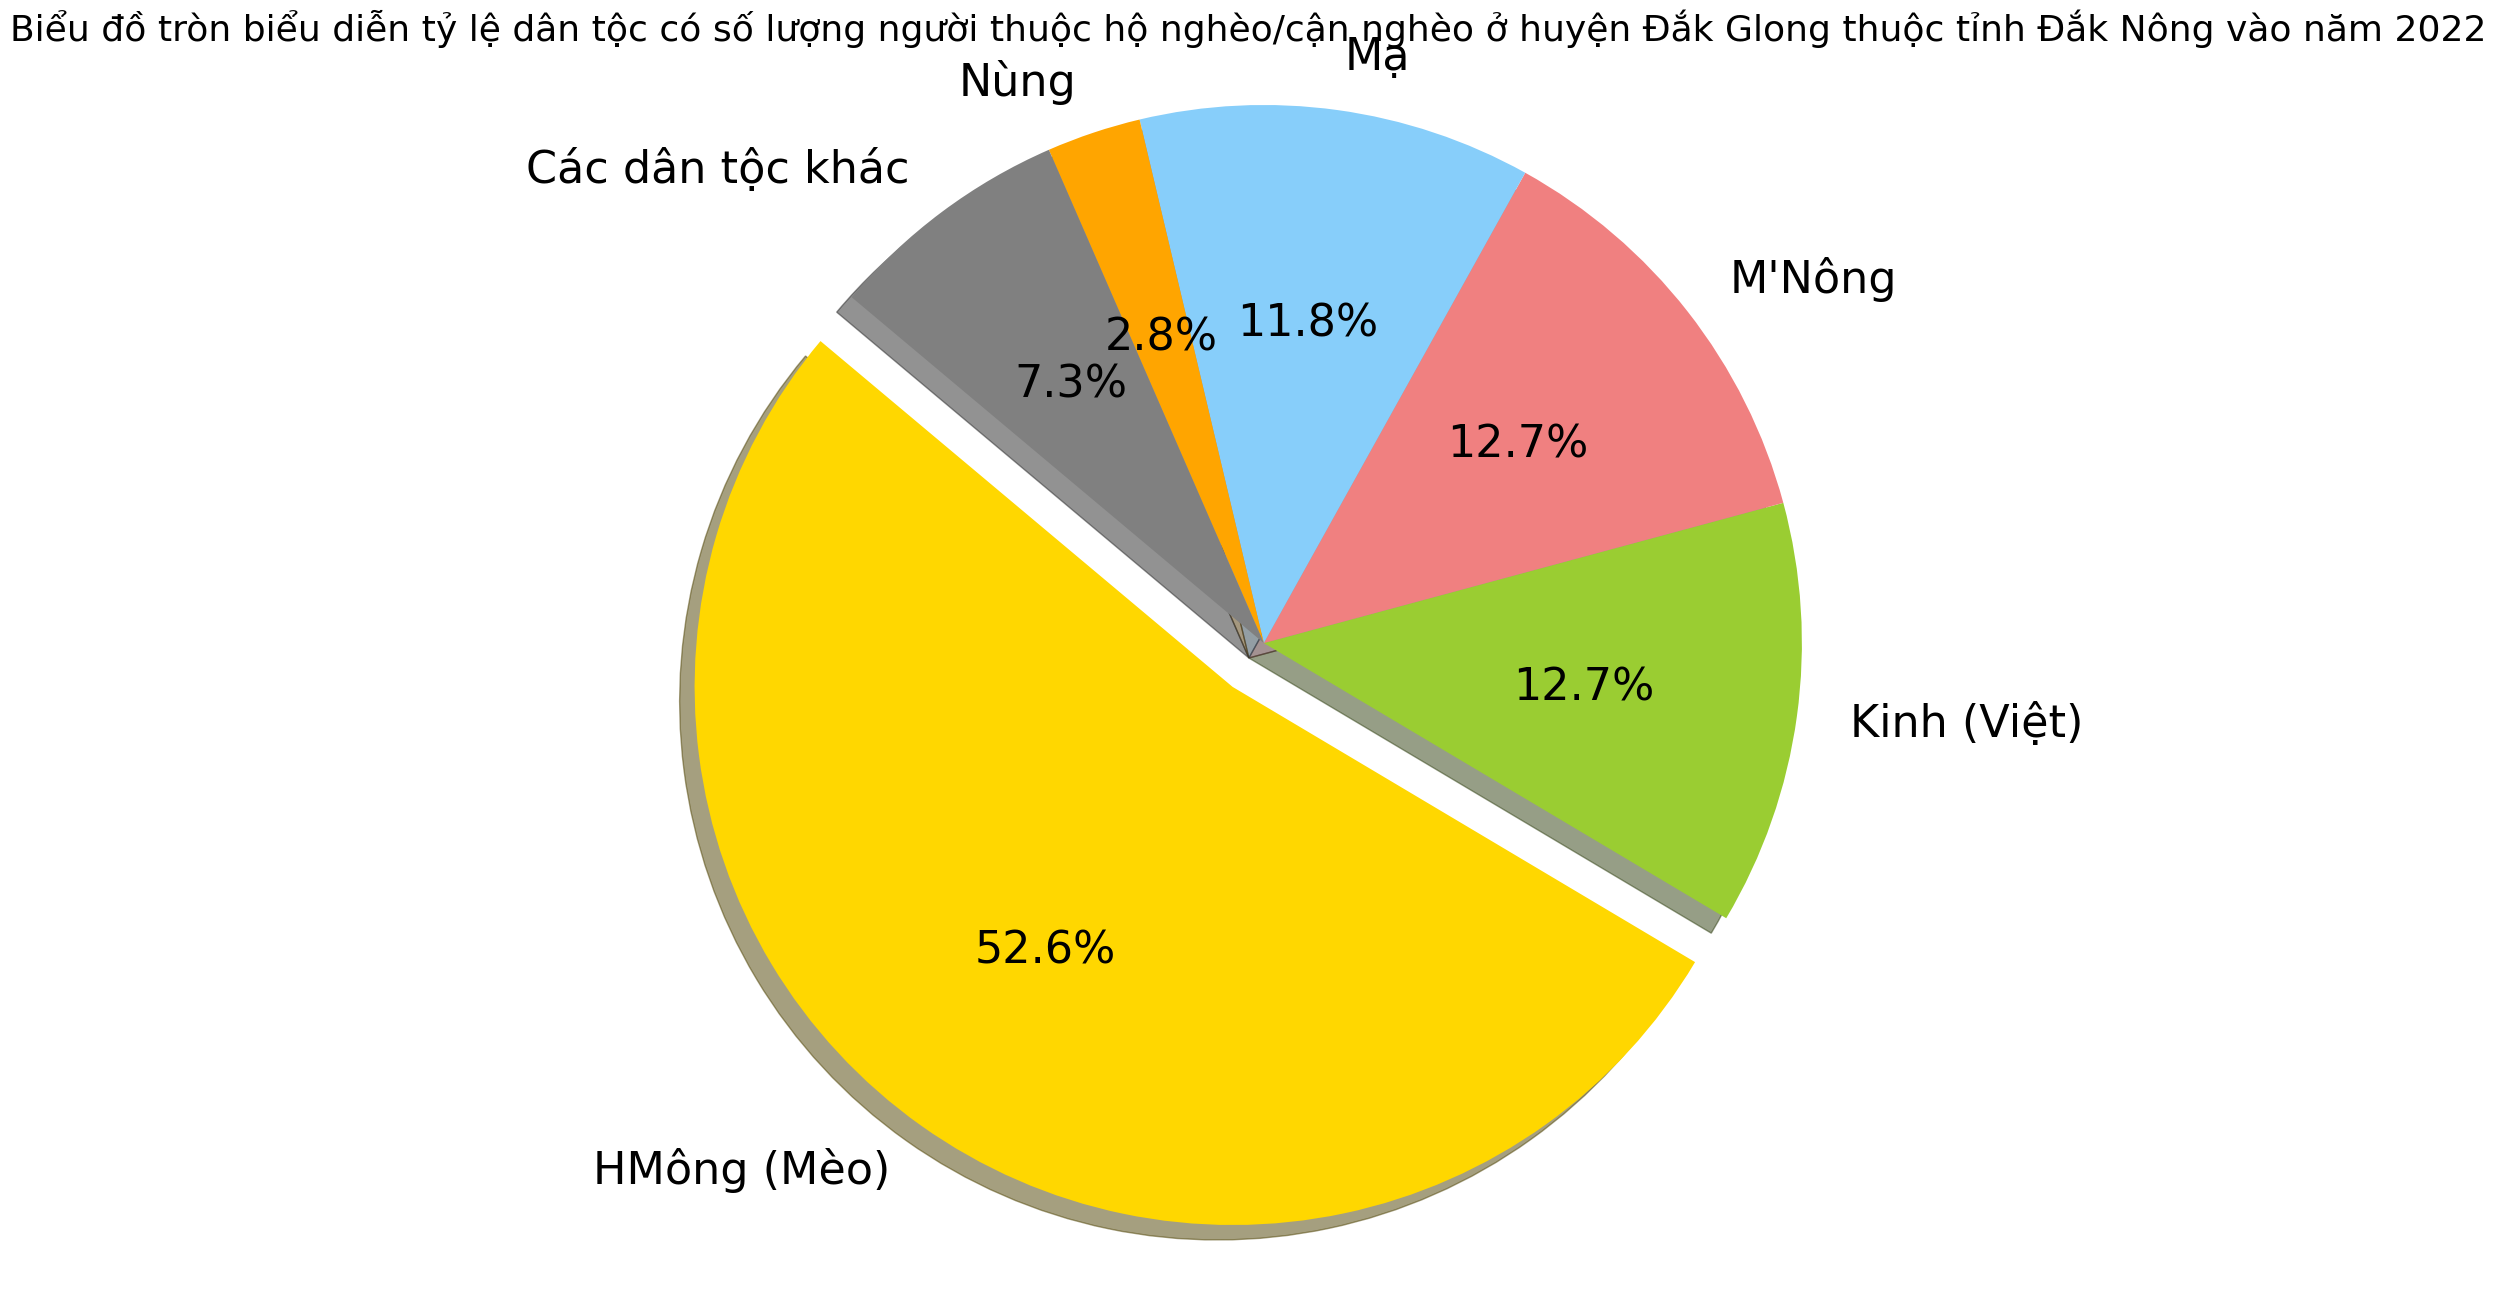 Biểu đồ tròn biểu diễn tỷ lệ dân tộc có số lượng người thuộc hộ nghèo/cận nghèo ở huyện Đắk Glong thuộc tỉnh Đắk Nông vào năm 2022
Mạ
Nùng
Các dân tộc khác
M'Nông
11.8%
2.8%
7.3%
12.7%
12.7%
Kinh (Việt)
52.6%
HMông (Mèo)